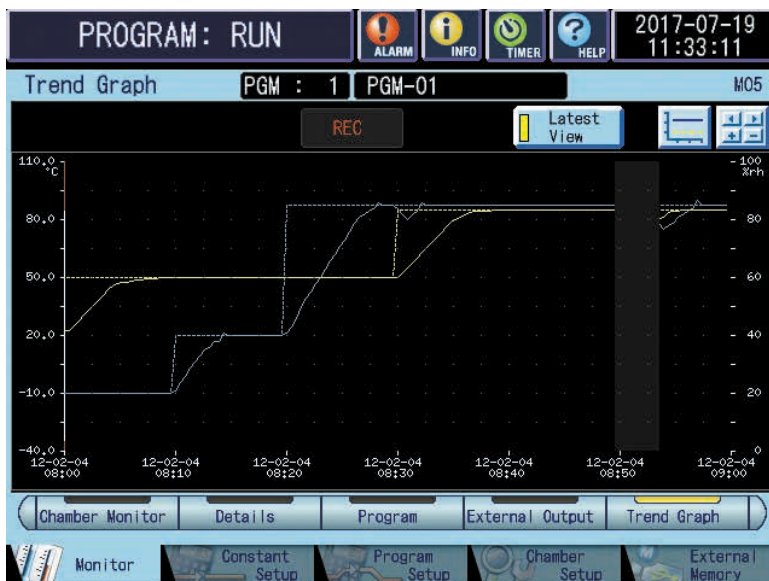 PROGRAM: RUN
ALARM
INFO
TIMER
HELP
2017-07-19
11:33:11
Trend Graph
PGM : 1
PGM-01
M05
REC
Latest
View
110.0
°C
80.0
50.0
20.0
-10.0
-40.0
100
%rh
80
60
40
20
0
12-02-04
08:00
12-02-04
08:10
12-02-04
08:20
12-02-04
08:30
12-02-04
08:40
12-02-04
08:50
12-02-04
09:00
Chamber Monitor
Details
Program
External Output
Trend Graph
Monitor
Constant
Setup
Program
Setup
Chamber
Setup
External
Memory